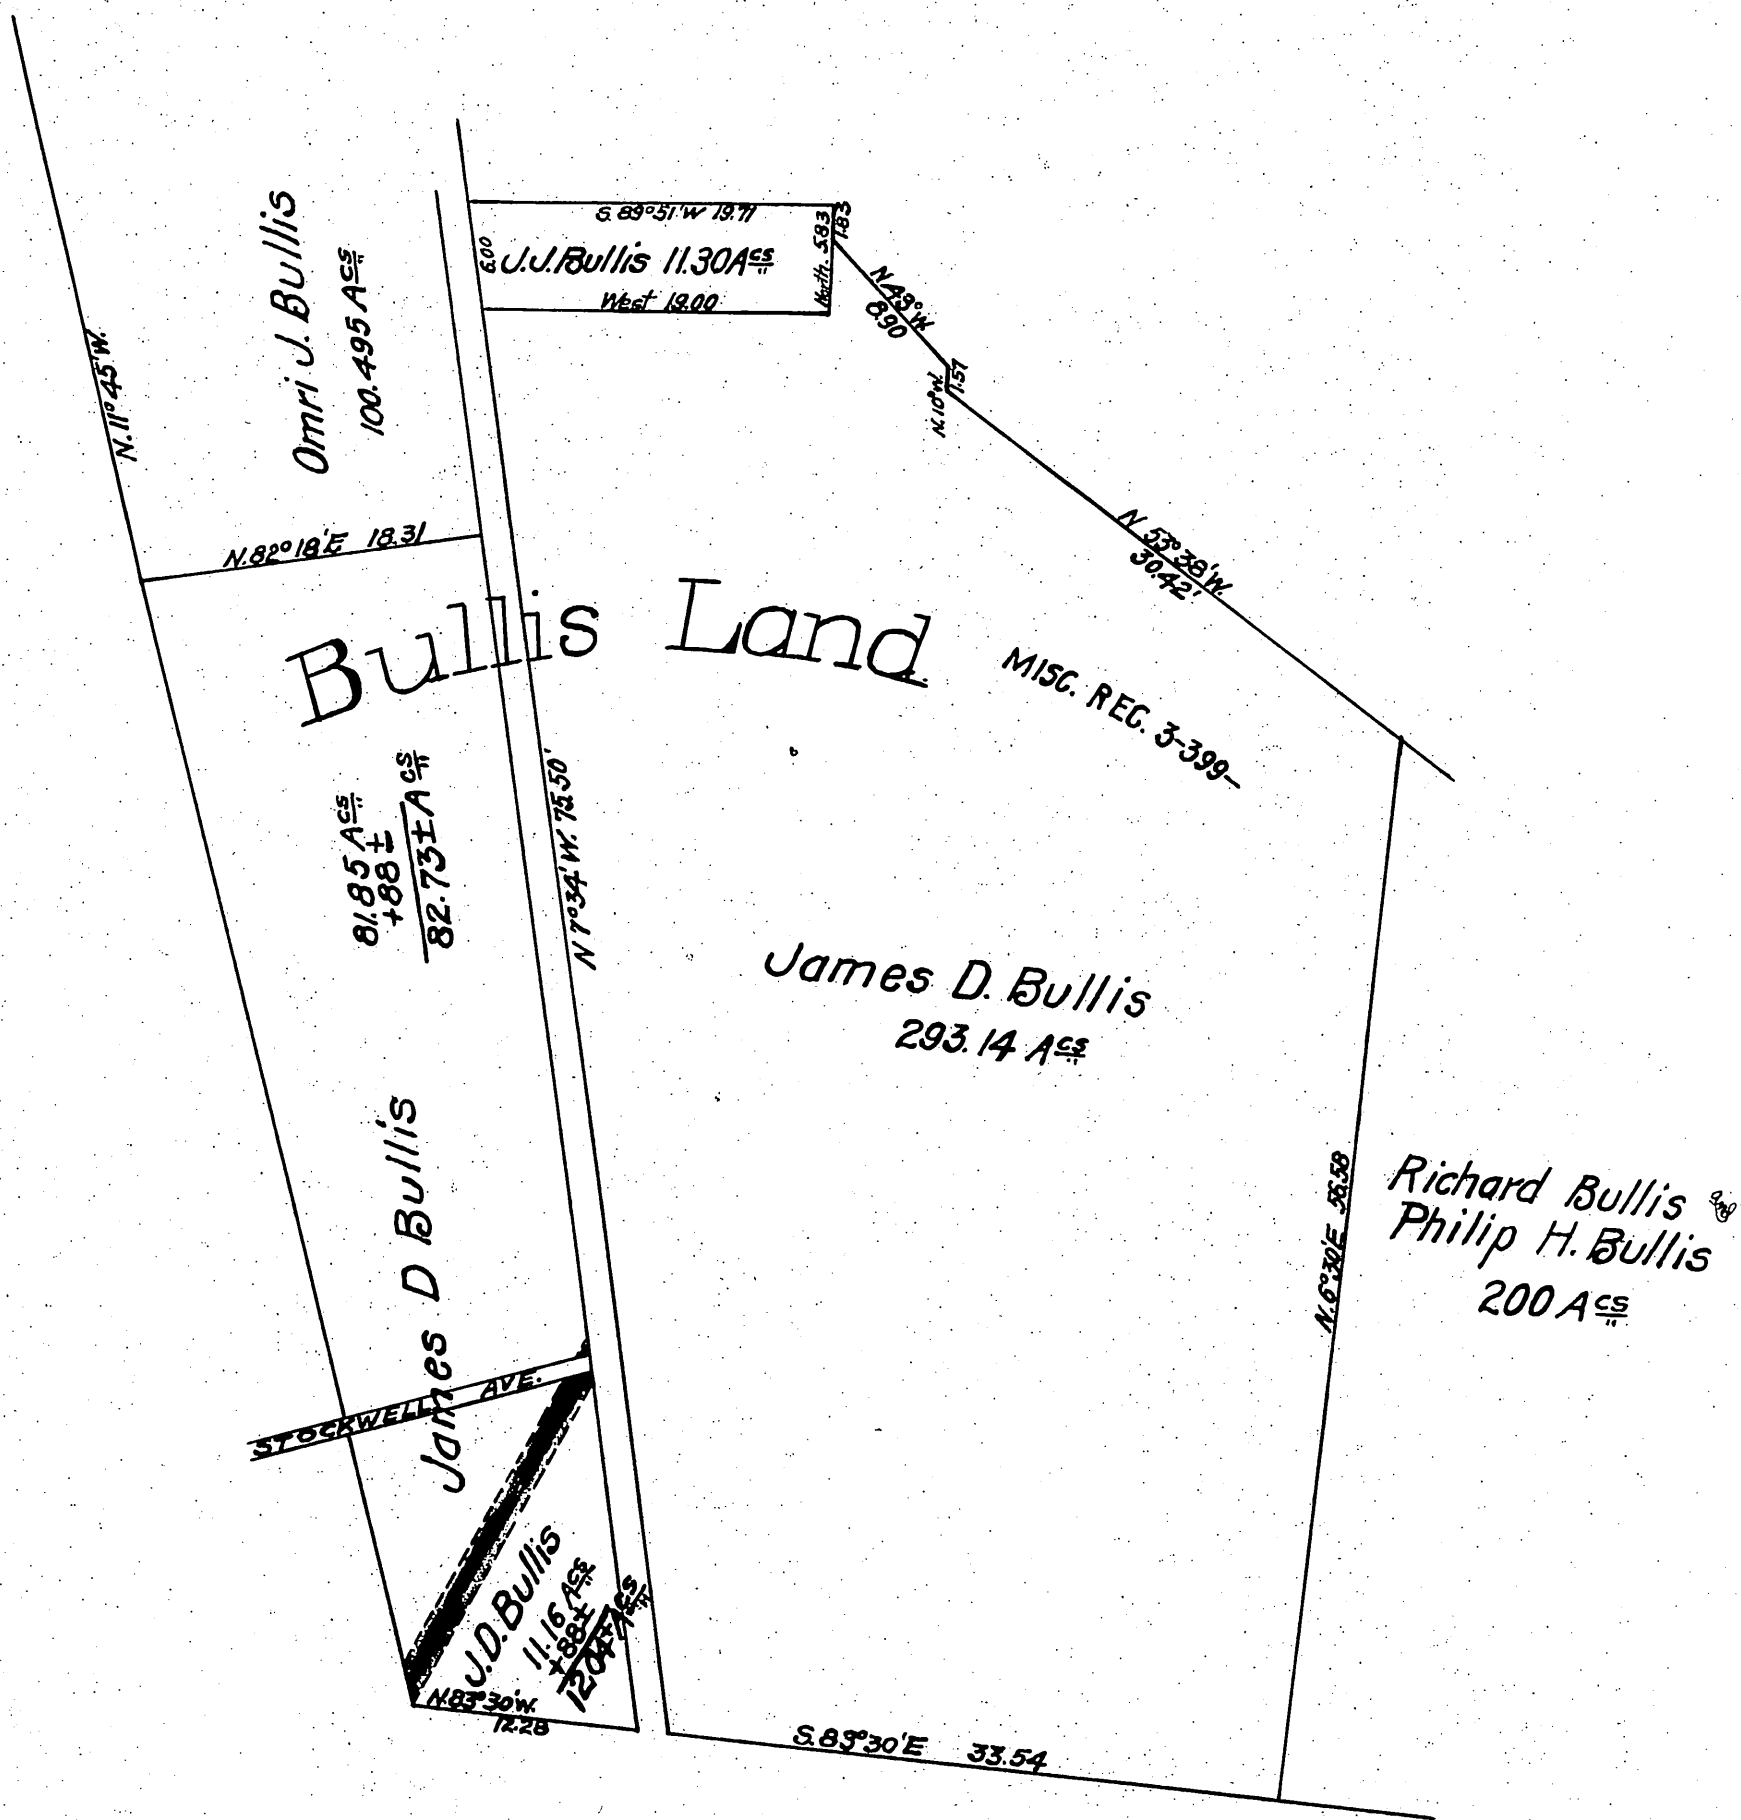 S. 89°51'W 19.71
6.00
J.J. Bullis 11.30 Acs
West 19.00
North. 5.83
1.83
N. 49° W.
8.90
N. 10° W.
1.57
Omri J. Bullis
100.495 Acs
N. 11° 45' W.
N. 82° 18' E 18.31
N 53° 38' W.
30.42'
Bullis Land
MISC. REC. 3-399-
81.85 Acs
+88 ±
82.73 ± Acs
N 7° 34' W. 75.50'
James D. Bullis
293.14 Acs
James D Bullis
N. 6° 30' E 56.58
Richard Bullis and
Philip H. Bullis
200 Acs
STOCKWELL AVE.
J.D. Bullis
11.16 Acs
+88 ±
12.04 ± Acs
N. 83° 30' W.
12.28
S. 83° 30' E 33.54